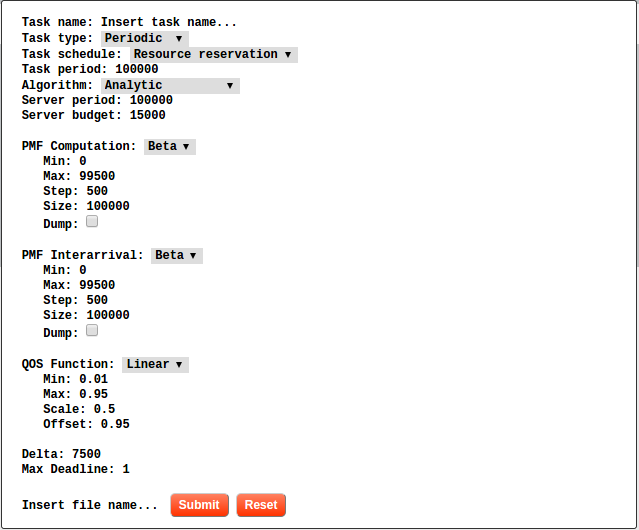 Task name: Insert task name...
Task type: Periodic
Task schedule: Resource reservation
Task period: 100000
Algorithm: Analytic
Server period: 100000
Server budget: 15000
PMF Computation: Beta
Min: 0
Max: 99500
Step: 500
Size: 100000
Dump:
PMF Interarrival: Beta
Min: 0
Max: 99500
Step: 500
Size: 100000
Dump:
QOS Function: Linear
Min: 0.01
Max: 0.95
Scale: 0.5
Offset: 0.95
Delta: 7500
Max Deadline: 1
Insert file name... Submit Reset